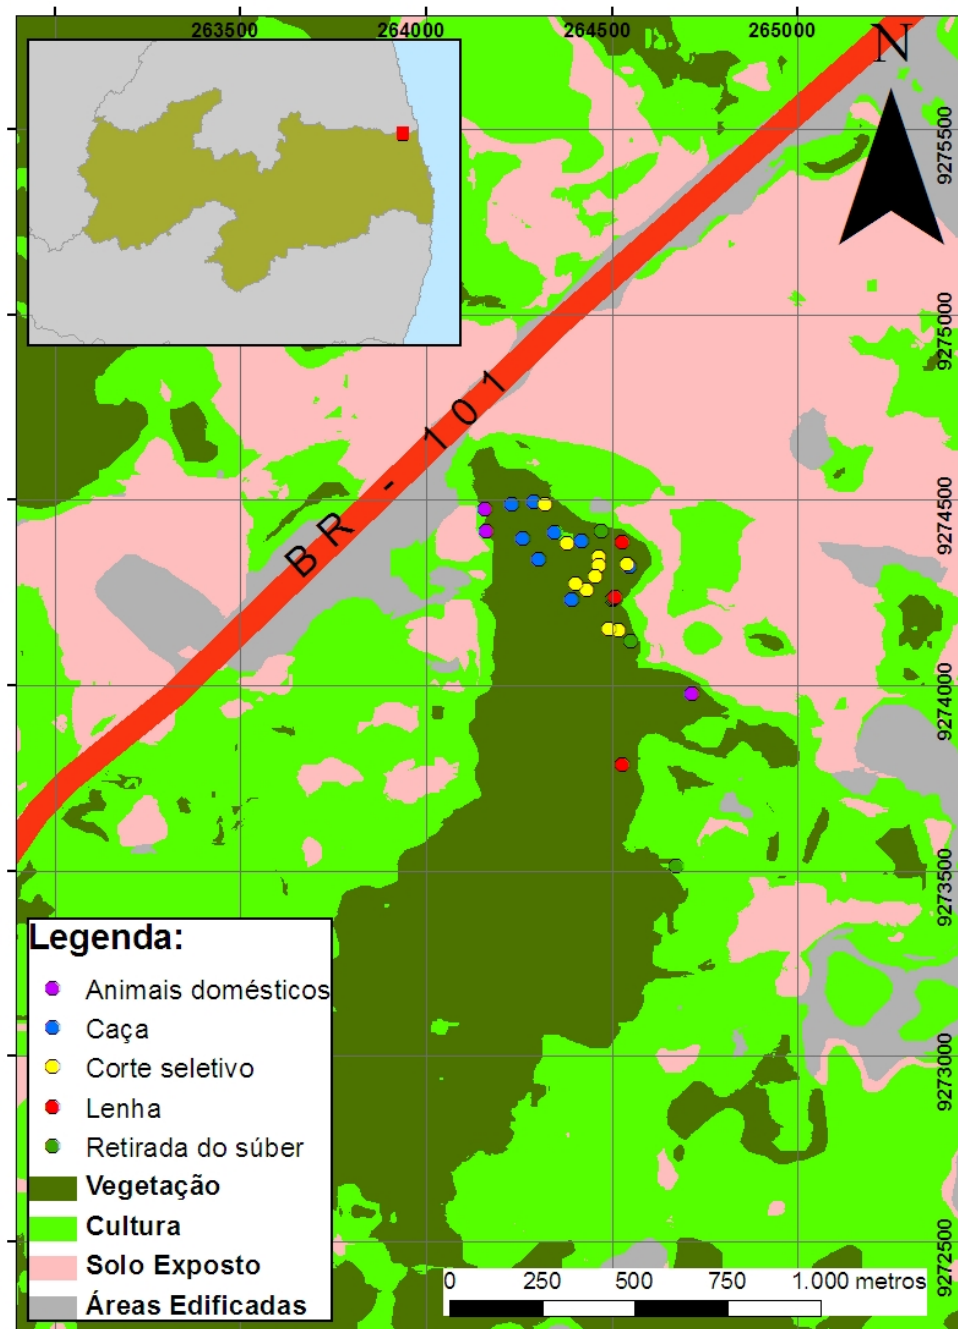 263500
264000
264500
265000
N
9275500
9275000
BR - 101
9274500
9274000
9273500
Legenda:
Animais domésticos
Caça
Corte seletivo
Lenha
Retirada do súber
Vegetação
Cultura
Solo Exposto
Áreas Edificadas
9273000
9272500
0 250 500 750 1.000 metros